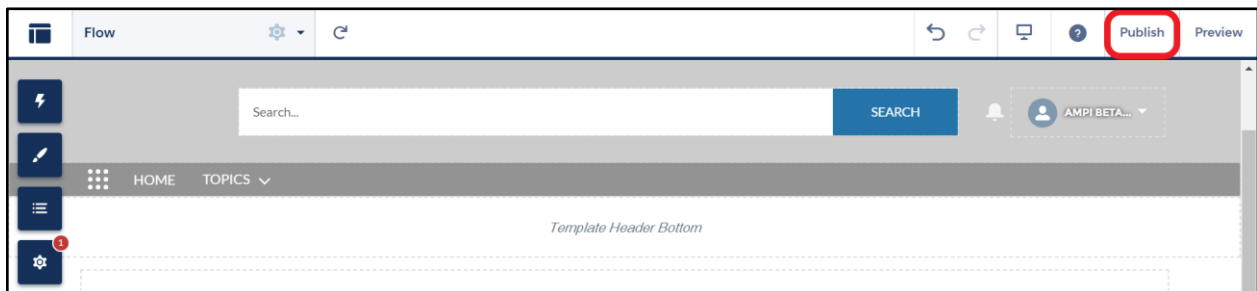 Flow
?
Publish
Preview
Search...
SEARCH
AMPI BETA...
HOME
TOPICS
Template Header Bottom
1